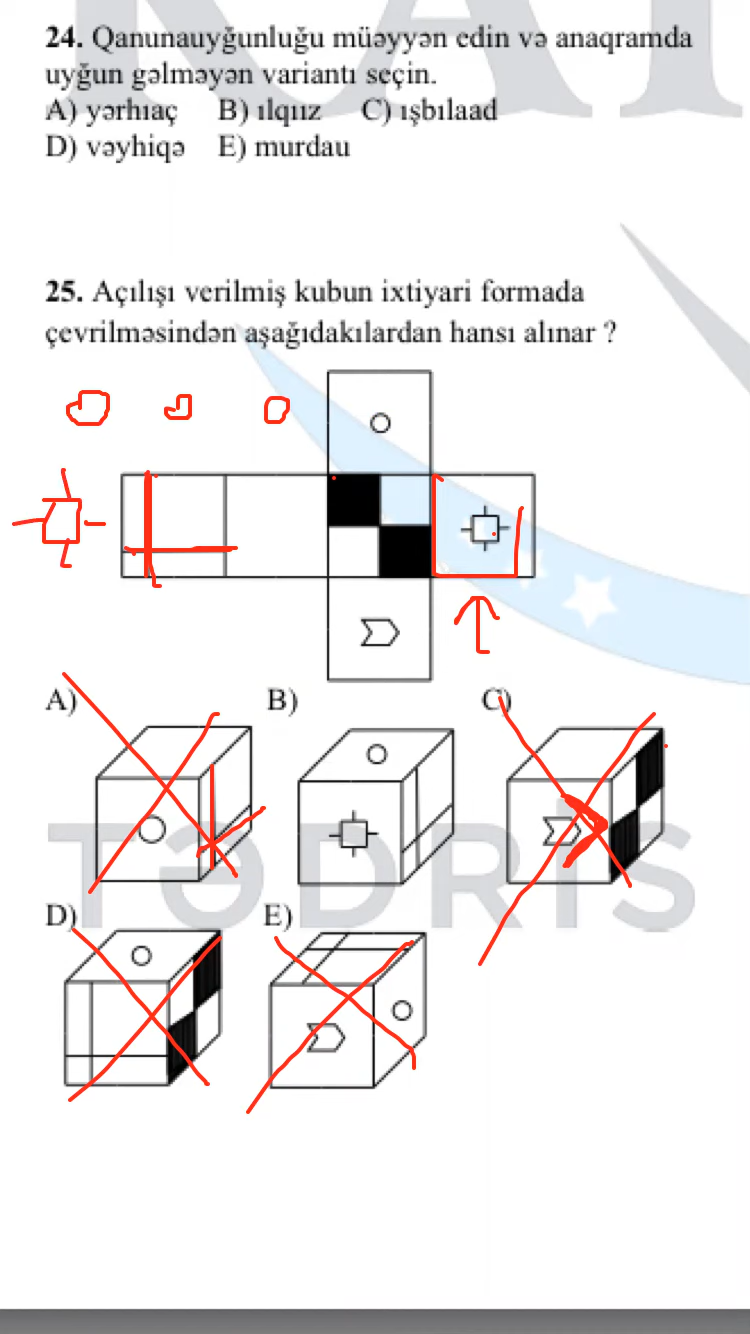 24. Qanunauyğunluğu müəyyən edin və anaqramda
uyğun gəlməyən variantı seçin.
A) yərhıaç B) ılqıız C) ışbılaad
D) vəyhiqə E) murdau
25. Açılışı verilmiş kubun ixtiyari formada
çevrilməsindən aşağıdakılardan hansı alınar ?
A) B) C)
TƏDRİS
D) E)